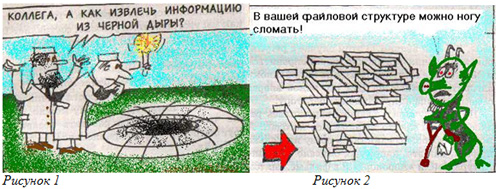 КОЛЛЕГА, А КАК ИЗВЛЕЧЬ ИНФОРМАЦИЮ
ИЗ ЧЕРНОЙ ДЫРЫ?
В вашей файловой структуре можно ногу
сломать!
Рисунок 1
Рисунок 2